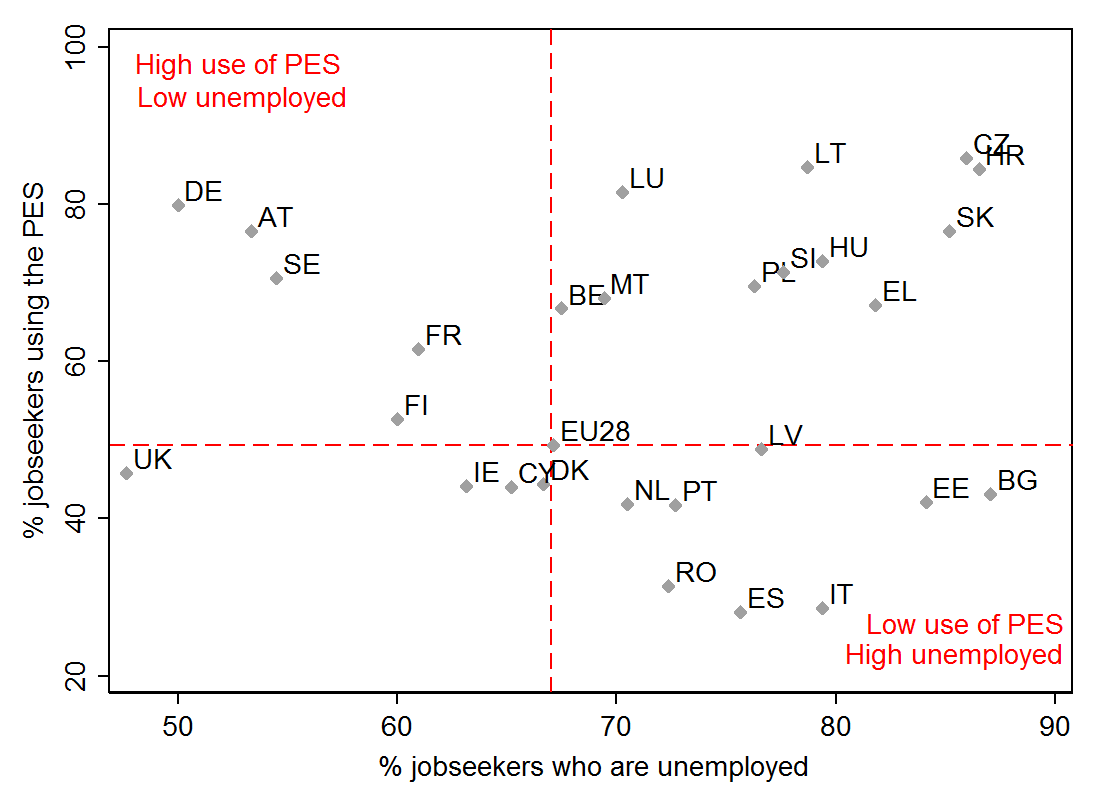 High use of PES
Low unemployed
CZ
HR
LT
LU
DE
AT
SK
SE
HU
SI
PL
MT
BE
EL
FR
FI
EU28
LV
UK
IE
CY
DK
NL
PT
EE
BG
RO
ES
IT
Low use of PES
High unemployed
100
80
60
40
20
% jobseekers using the PES
50 60 70 80 90
% jobseekers who are unemployed